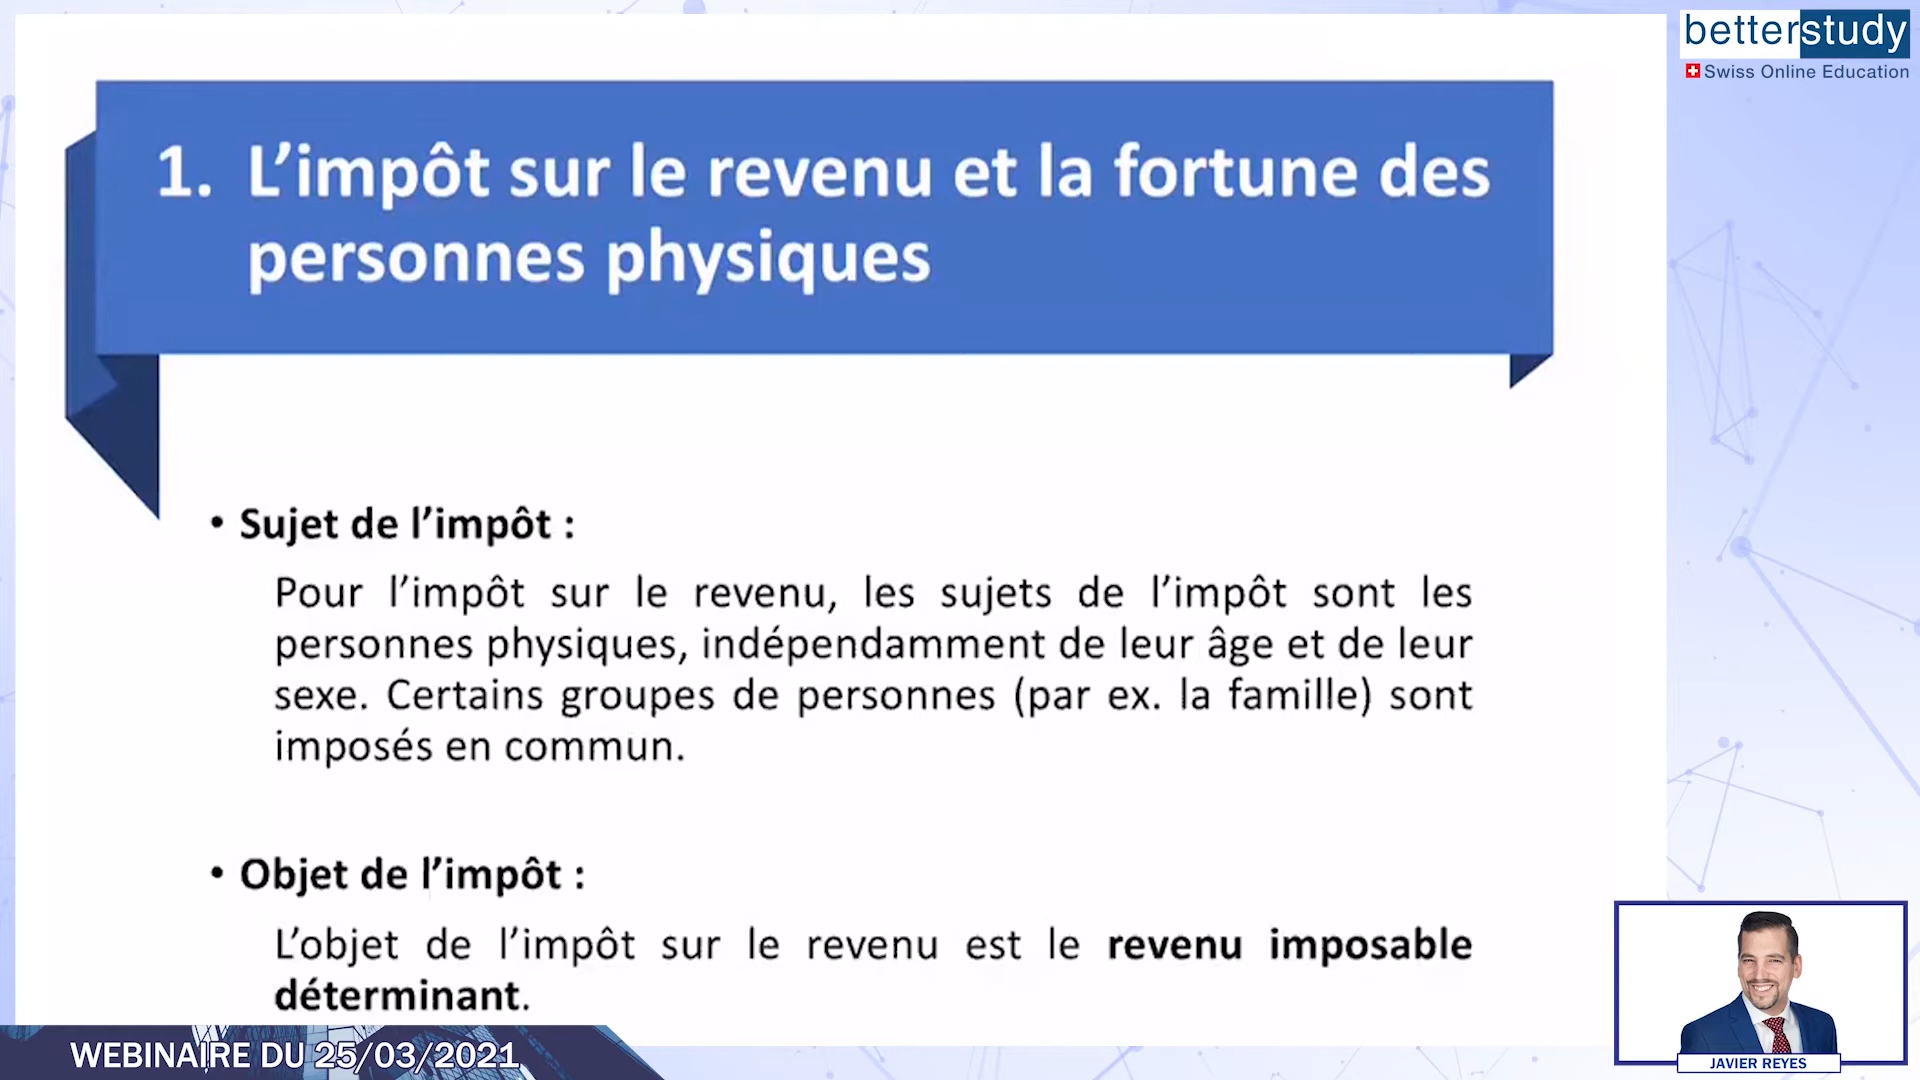 betterstudy
Swiss Online Education
1. L’impôt sur le revenu et la fortune des
personnes physiques
• Sujet de l’impôt :
Pour l’impôt sur le revenu, les sujets de l’impôt sont les
personnes physiques, indépendamment de leur âge et de leur
sexe. Certains groupes de personnes (par ex. la famille) sont
imposés en commun.
• Objet de l’impôt :
L’objet de l’impôt sur le revenu est le revenu imposable
déterminant.
WEBINAIRE DU 25/03/2021
JAVIER REYES